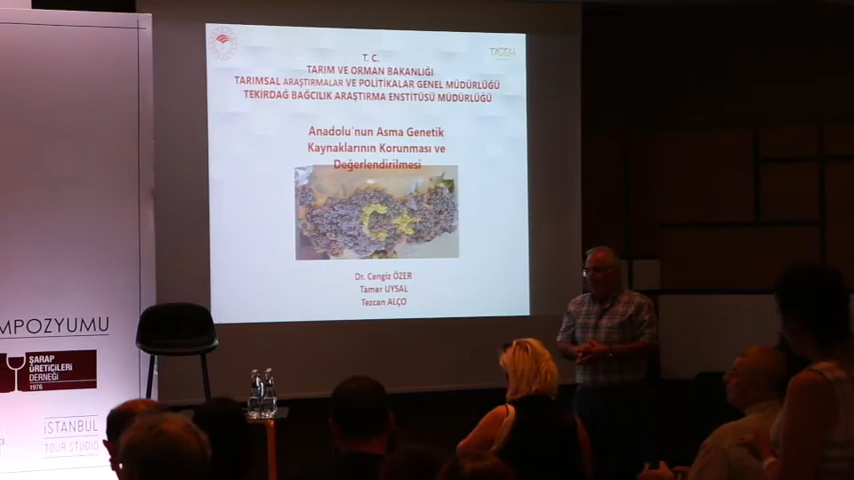 TAGEM
T. C.
TARIM VE ORMAN BAKANLIĞI
TARIMSAL ARAŞTIRMALAR VE POLİTİKALAR GENEL MÜDÜRLÜĞÜ
TEKİRDAĞ BAĞCILIK ARAŞTIRMA ENSTİTÜSÜ MÜDÜRLÜĞÜ
Anadolu'nun Asma Genetik
Kaynaklarının Korunması ve
Değerlendirilmesi
Dr. Cengiz ÖZER
Tamer UYSAL
Tezcan ALÇO
MPOZYUMU
ŞARAP
ÜRETİCİLERİ
DERNEĞİ
1976
İSTANBUL
TOUR STUDIO